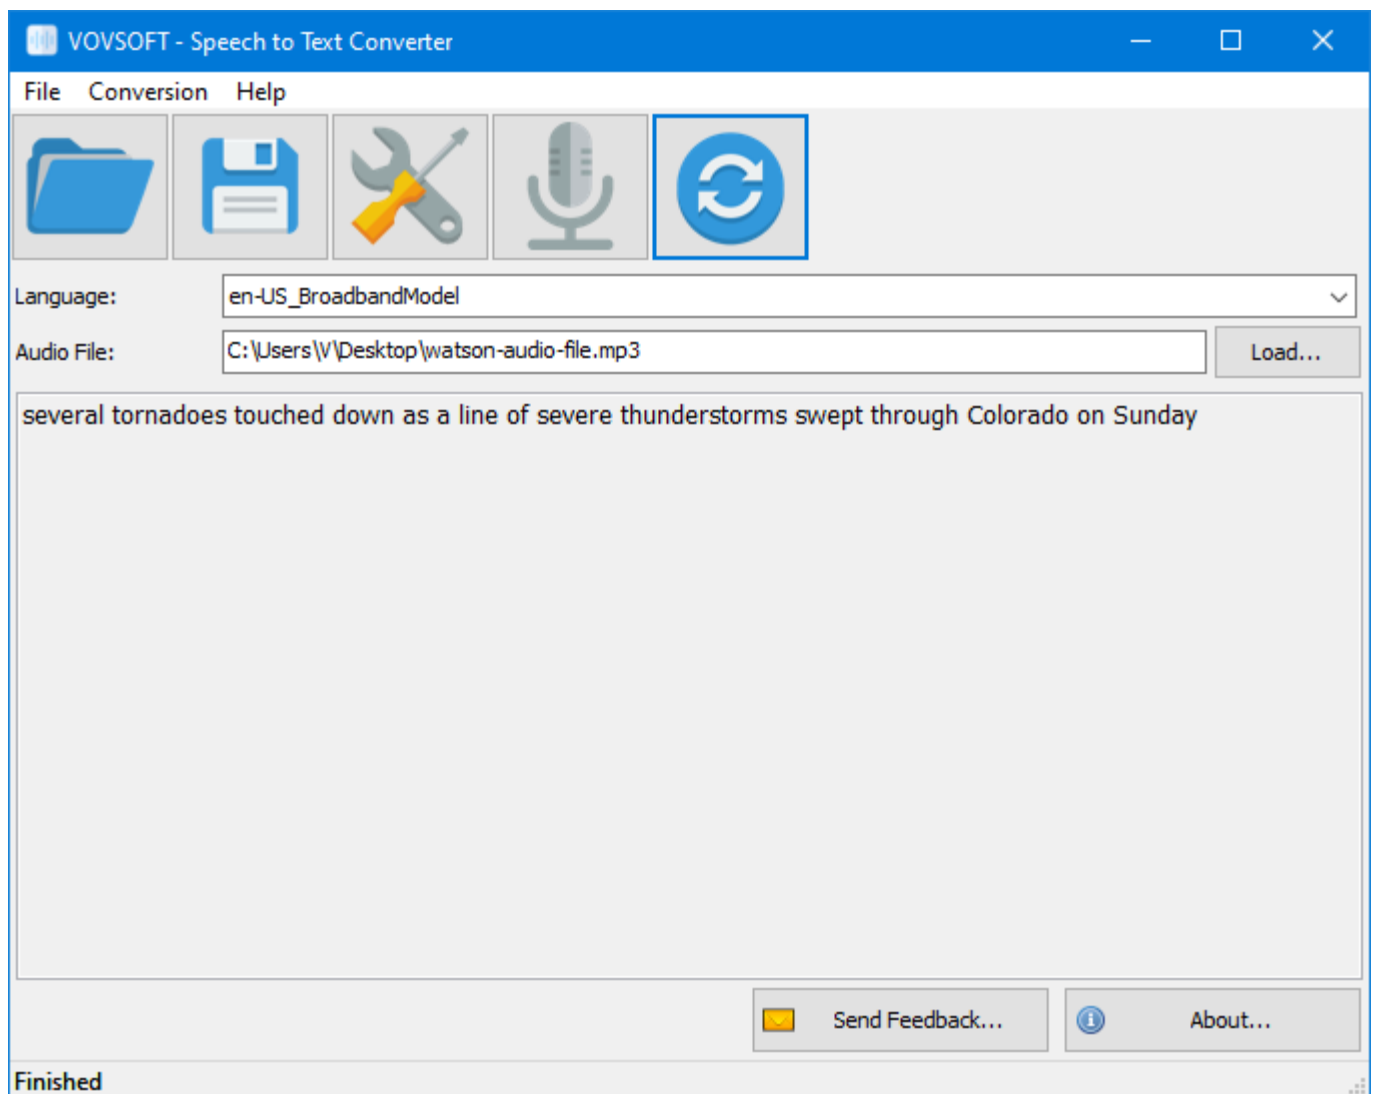 VOVSOFT - Speech to Text Converter
File Conversion Help
Language: en-US_BroadbandModel
Audio File: C:\Users\V\Desktop\watson-audio-file.mp3 Load...
several tornadoes touched down as a line of severe thunderstorms swept through Colorado on Sunday
Send Feedback... About...
Finished